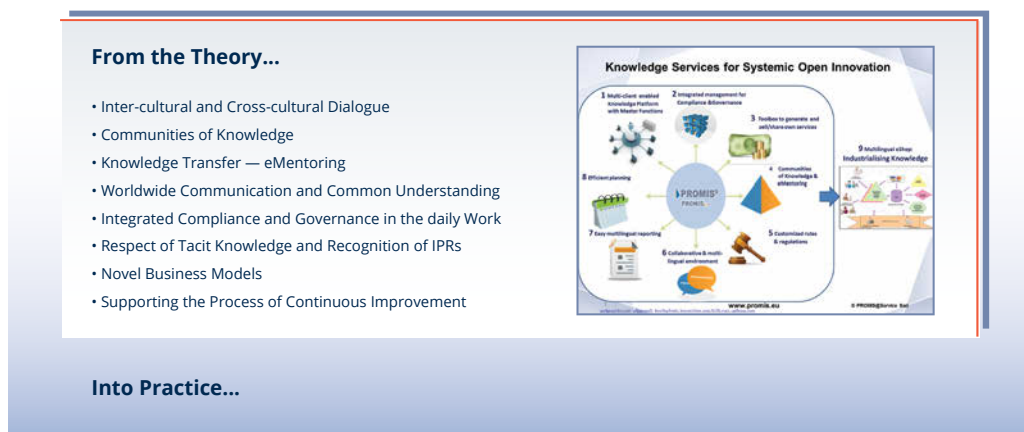 From the Theory...
• Inter-cultural and Cross-cultural Dialogue
• Communities of Knowledge
• Knowledge Transfer — eMentoring
• Worldwide Communication and Common Understanding
• Integrated Compliance and Governance in the daily Work
• Respect of Tacit Knowledge and Recognition of IPRs
• Novel Business Models
• Supporting the Process of Continuous Improvement
Knowledge Services for Systemic Open Innovation
1 Multi-client enabled
Knowledge Platform
with Master Functions
2 Integrated management for
Compliance & Governance
3 Toolbox to generate and
sell/share own services
4 Communities
of Knowledge &
eMentoring
5 Customized rules
& regulations
6 Collaborative & multi-
lingual environment
7 Easy multilingual reporting
8 Efficient planning
9 Multilingual eShop:
Industrialising Knowledge
PROMIS®
PROMIS
www.promis.eu
Into Practice...